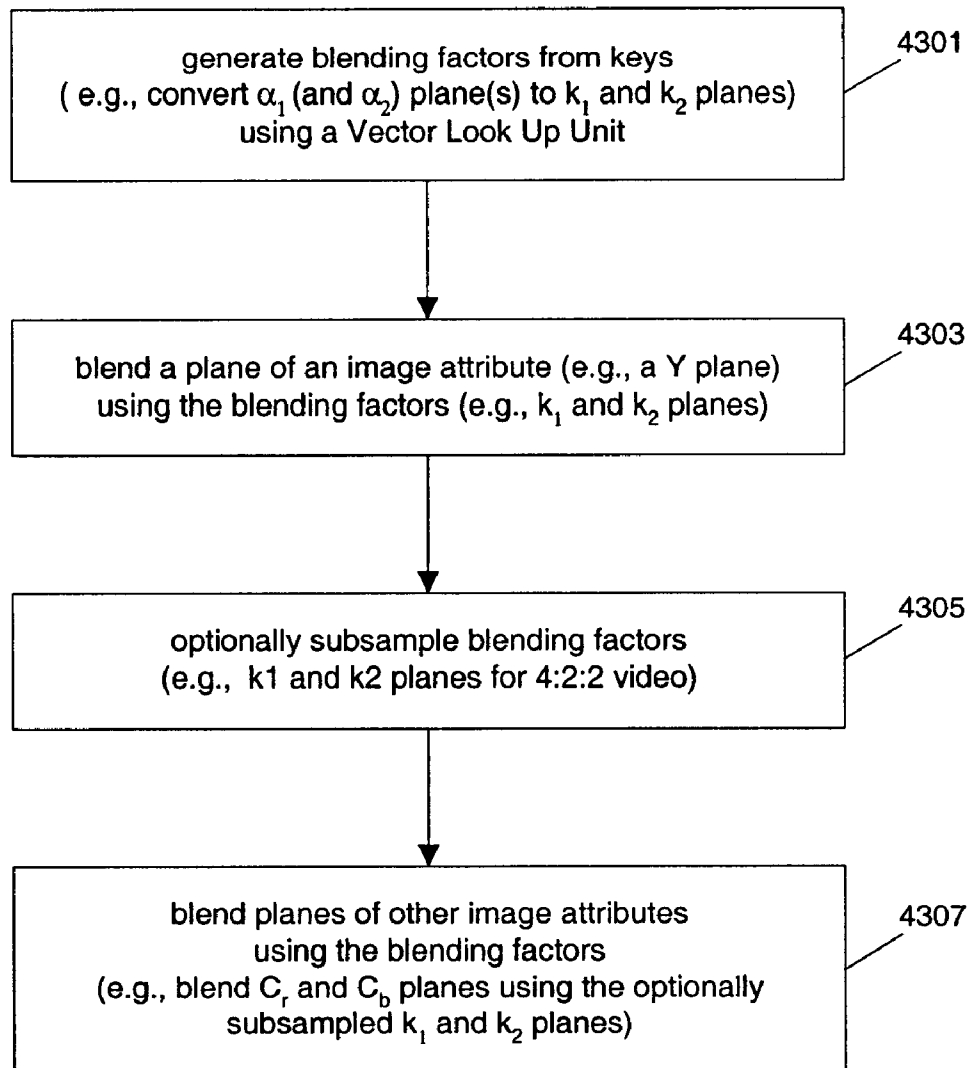 generate blending factors from keys
( e.g., convert α₁ (and α₂) plane(s) to k₁ and k₂ planes)
using a Vector Look Up Unit
4301
blend a plane of an image attribute (e.g., a Y plane)
using the blending factors (e.g., k₁ and k₂ planes)
4303
optionally subsample blending factors
(e.g., k1 and k2 planes for 4:2:2 video)
4305
blend planes of other image attributes
using the blending factors
(e.g., blend Cᵣ and C_b planes using the optionally
subsampled k₁ and k₂ planes)
4307